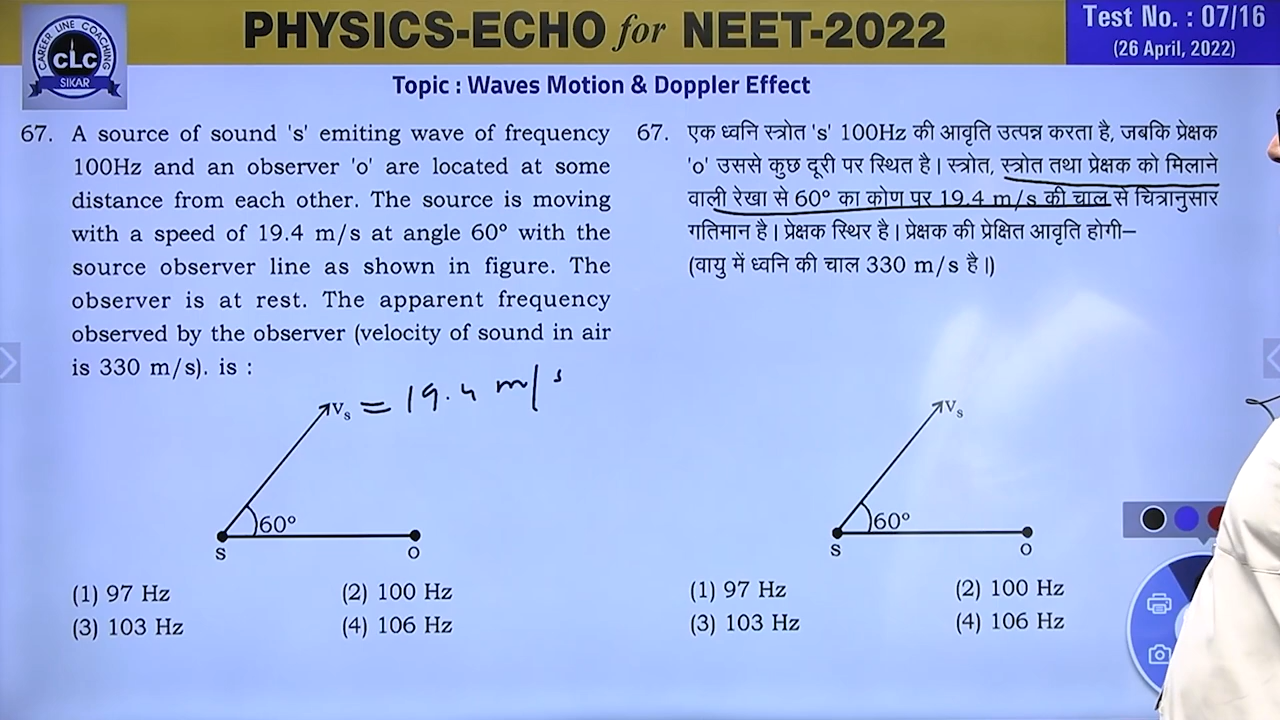 PHYSICS-ECHO for NEET-2022
Test No. : 07/16
(26 April, 2022)
CAREER LINE COACHING
CLC
SIKAR
Topic : Waves Motion & Doppler Effect
67. A source of sound 's' emiting wave of frequency
100Hz and an observer 'o' are located at some
distance from each other. The source is moving
with a speed of 19.4 m/s at angle 60° with the
source observer line as shown in figure. The
observer is at rest. The apparent frequency
observed by the observer (velocity of sound in air
is 330 m/s). is :
vs = 19.4 m/s
60°
S
O
(1) 97 Hz (2) 100 Hz
(3) 103 Hz (4) 106 Hz
67. एक ध्वनि स्त्रोत 's' 100Hz की आवृति उत्पन्न करता है, जबकि प्रेक्षक
'o' उससे कुछ दूरी पर स्थित है। स्त्रोत, स्त्रोत तथा प्रेक्षक को मिलाने
वाली रेखा से 60° का कोण पर 19.4 m/s की चाल से चित्रानुसार
गतिमान है। प्रेक्षक स्थिर है। प्रेक्षक की प्रेक्षित आवृति होगी–
(वायु में ध्वनि की चाल 330 m/s है।)
vs
60°
S
O
(1) 97 Hz (2) 100 Hz
(3) 103 Hz (4) 106 Hz